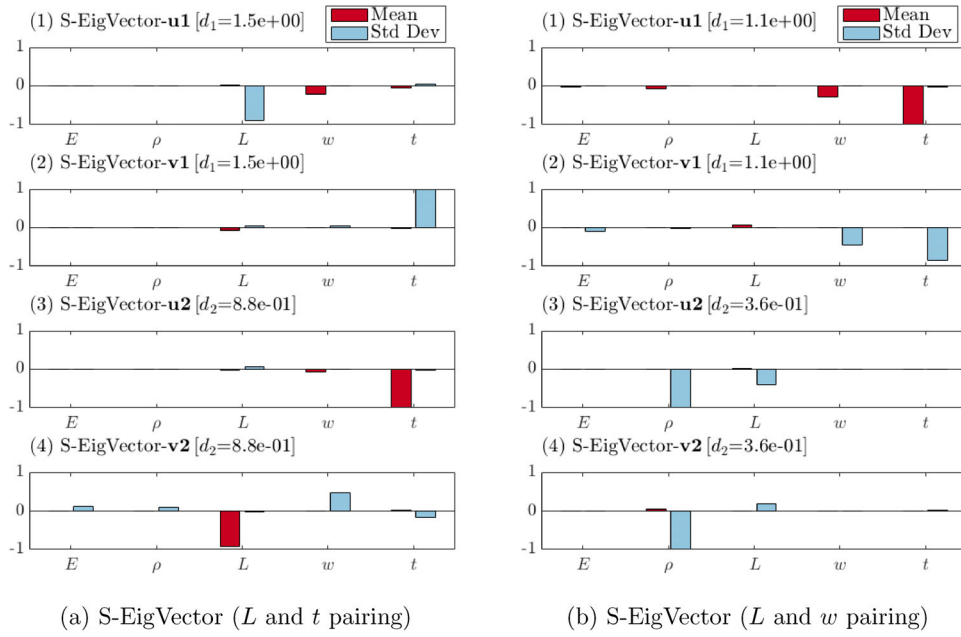 (1) S-EigVector-u1 [d₁=1.5e+00]
Mean
Std Dev
1
0
-1
E ρ L w t
(2) S-EigVector-v1 [d₁=1.5e+00]
1
0
-1
E ρ L w t
(3) S-EigVector-u2 [d₂=8.8e-01]
1
0
-1
E ρ L w t
(4) S-EigVector-v2 [d₂=8.8e-01]
1
0
-1
E ρ L w t
(a) S-EigVector (L and t pairing)
(1) S-EigVector-u1 [d₁=1.1e+00]
Mean
Std Dev
1
0
-1
E ρ L w t
(2) S-EigVector-v1 [d₁=1.1e+00]
1
0
-1
E ρ L w t
(3) S-EigVector-u2 [d₂=3.6e-01]
1
0
-1
E ρ L w t
(4) S-EigVector-v2 [d₂=3.6e-01]
1
0
-1
E ρ L w t
(b) S-EigVector (L and w pairing)